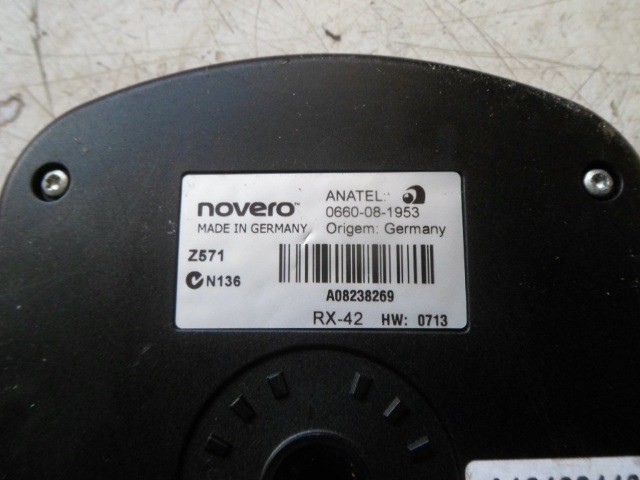 novero™
MADE IN GERMANY
ANATEL:
0660-08-1953
Origem: Germany
Z571
N136
A08238269
RX-42 HW: 0713